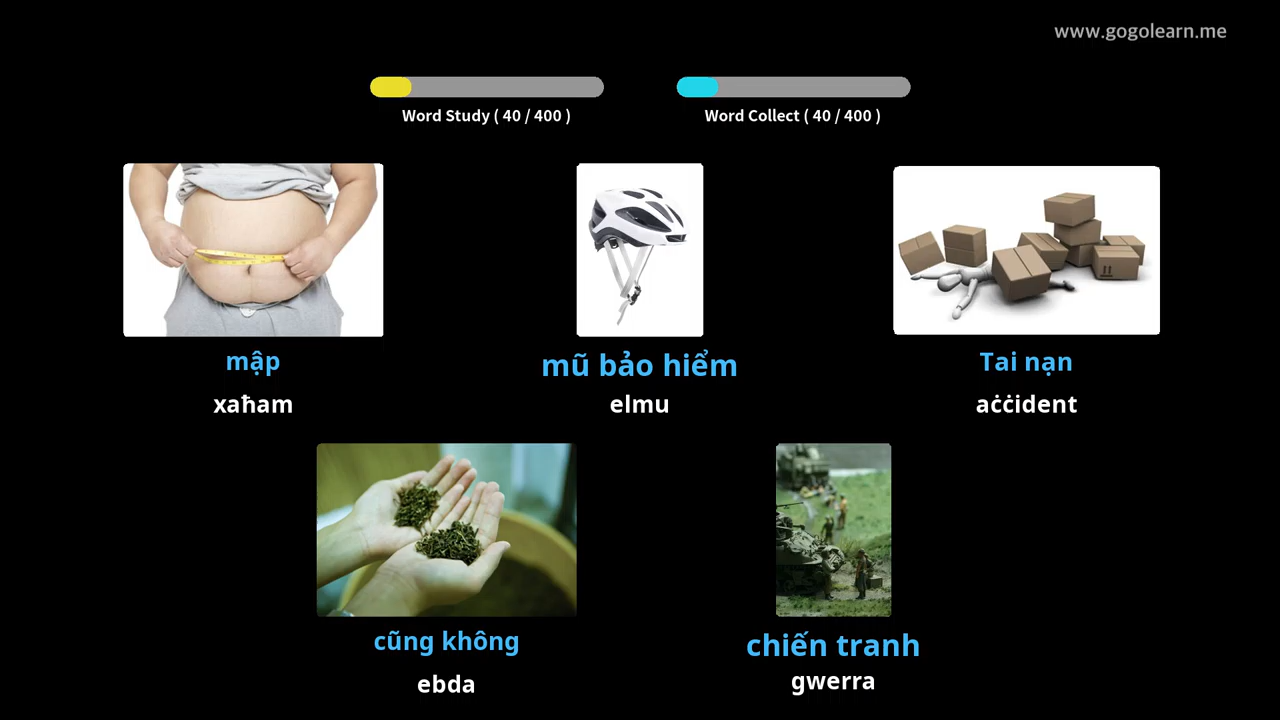 www.gogolearn.me
Word Study ( 40 / 400 )
Word Collect ( 40 / 400 )
mập
mũ bảo hiểm
Tai nạn
xaħam
elmu
aċċident
cũng không
chiến tranh
ebda
gwerra